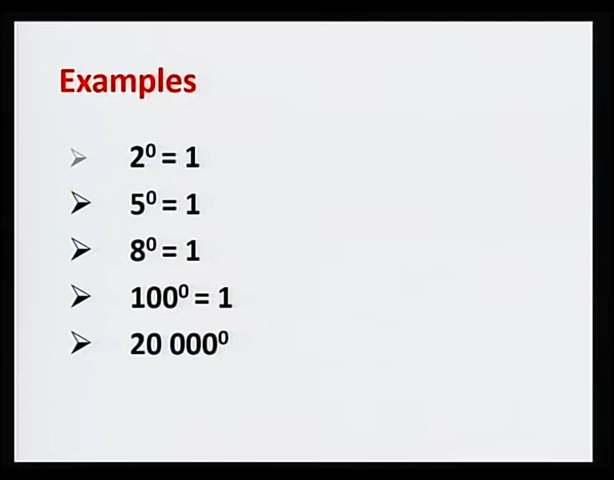 Examples
2⁰ = 1
5⁰ = 1
8⁰ = 1
100⁰ = 1
20 000⁰